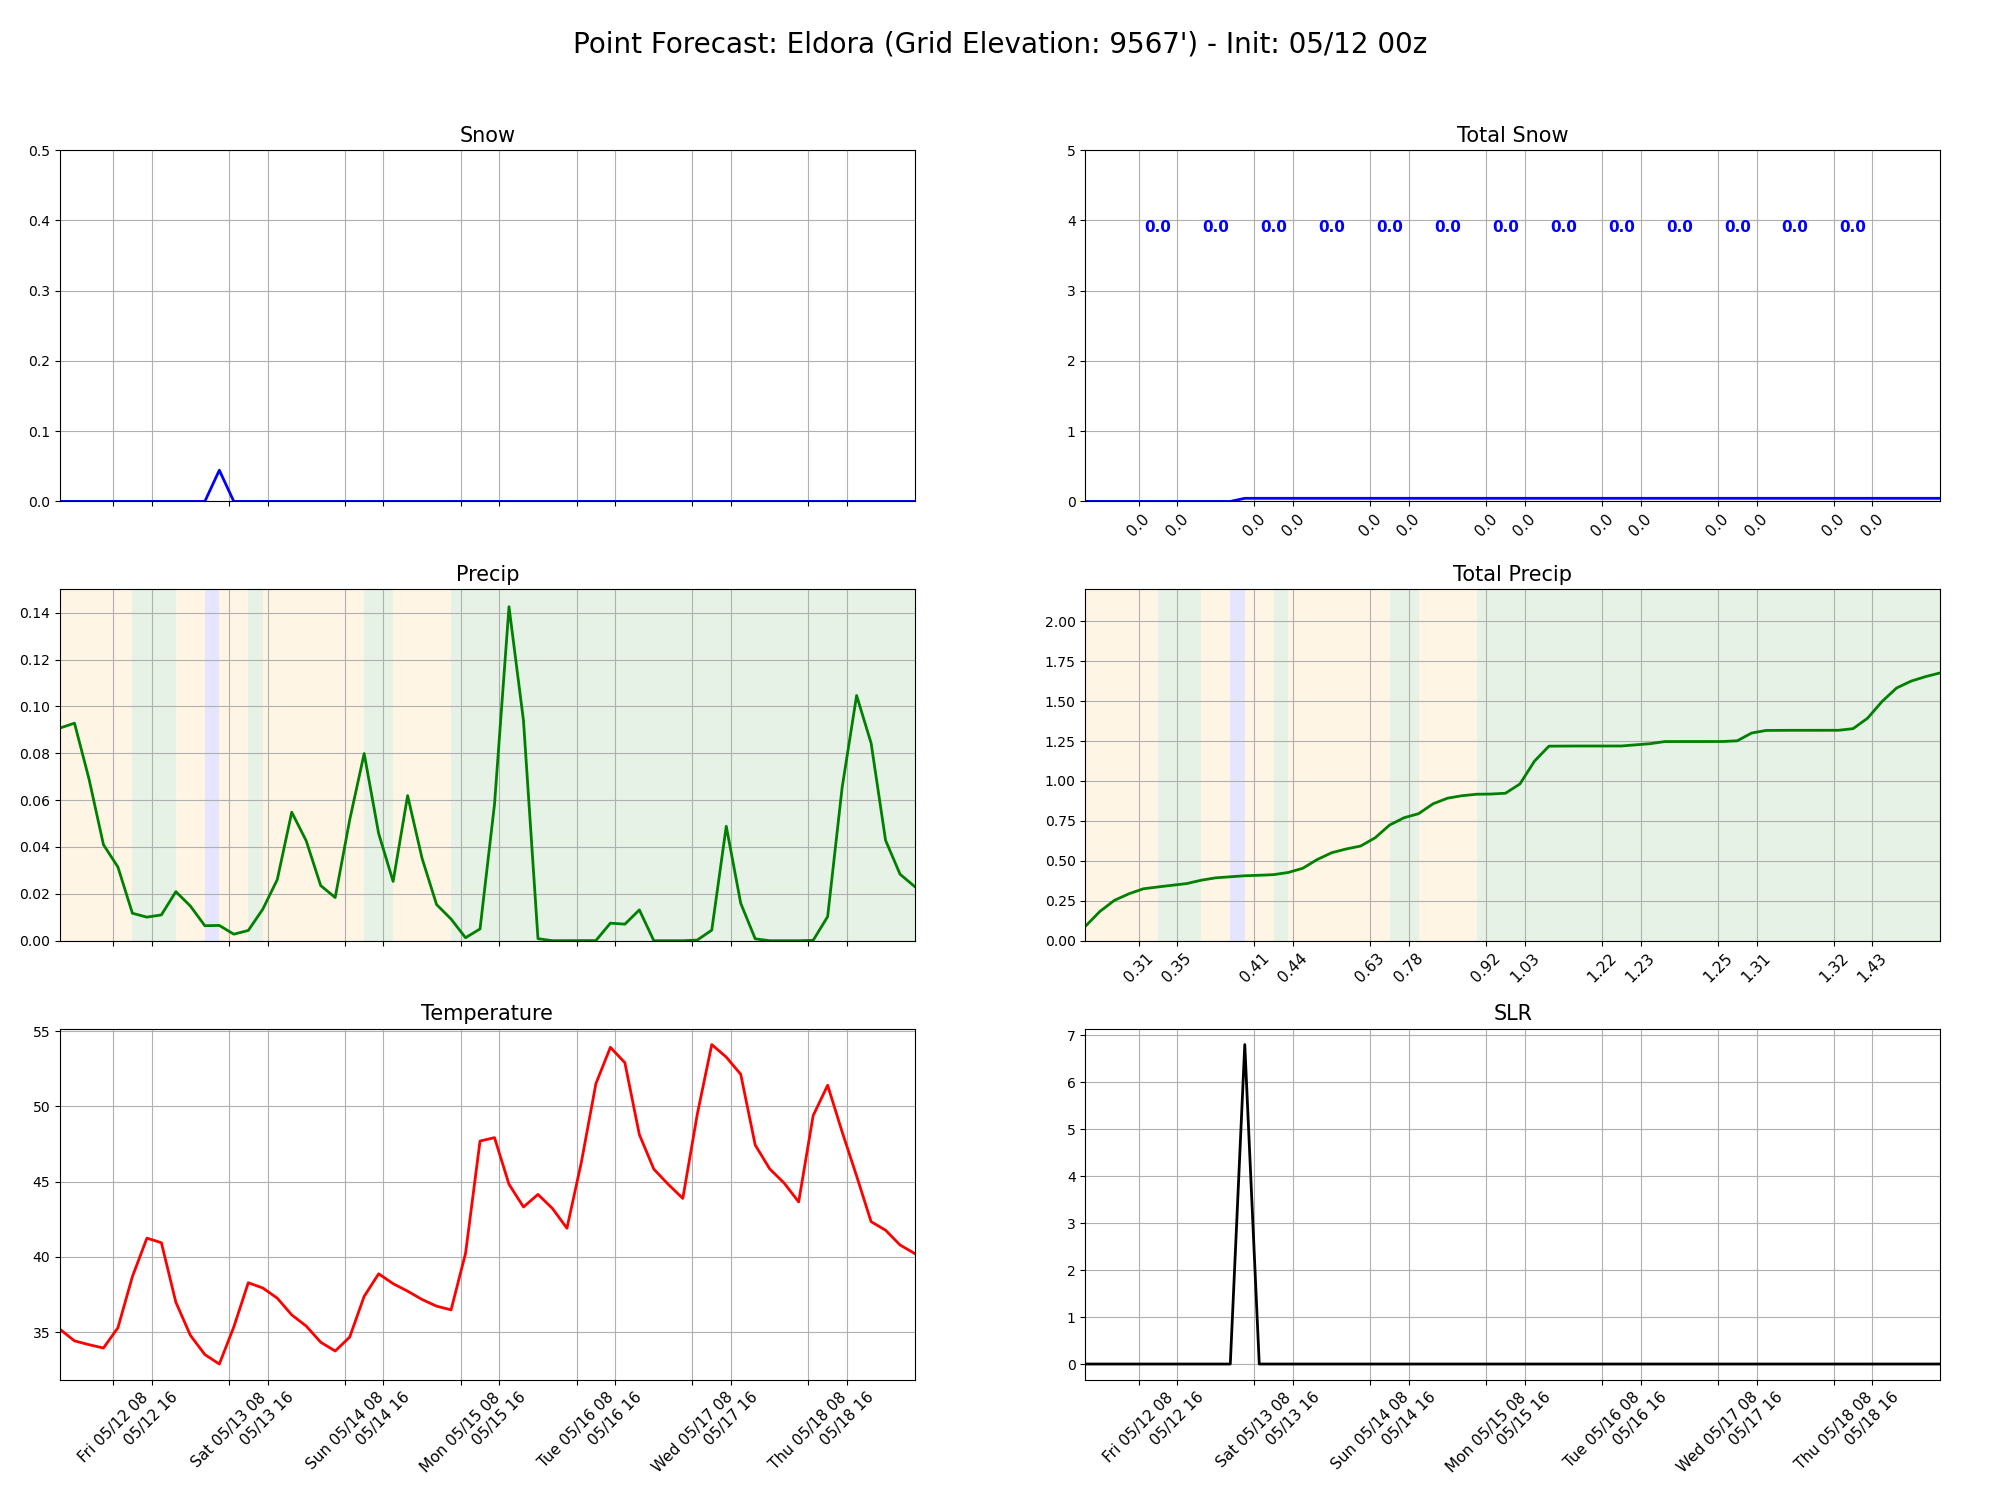 Point Forecast: Eldora (Grid Elevation: 9567') - Init: 05/12 00z
Snow
0.5
0.4
0.3
0.2
0.1
0.0
Total Snow
5
4
3
2
1
0
0.0 0.0 0.0 0.0 0.0 0.0 0.0 0.0 0.0 0.0 0.0 0.0 0.0
0.0 0.0 0.0 0.0 0.0 0.0 0.0 0.0 0.0 0.0 0.0 0.0 0.0 0.0
Precip
0.14
0.12
0.10
0.08
0.06
0.04
0.02
0.00
Total Precip
2.00
1.75
1.50
1.25
1.00
0.75
0.50
0.25
0.00
0.31 0.35 0.41 0.44 0.63 0.78 0.92 1.03 1.22 1.23 1.25 1.31 1.32 1.43
Temperature
55
50
45
40
35
Fri 05/12 08
05/12 16
Sat 05/13 08
05/13 16
Sun 05/14 08
05/14 16
Mon 05/15 08
05/15 16
Tue 05/16 08
05/16 16
Wed 05/17 08
05/17 16
Thu 05/18 08
05/18 16
SLR
7
6
5
4
3
2
1
0
Fri 05/12 08
05/12 16
Sat 05/13 08
05/13 16
Sun 05/14 08
05/14 16
Mon 05/15 08
05/15 16
Tue 05/16 08
05/16 16
Wed 05/17 08
05/17 16
Thu 05/18 08
05/18 16